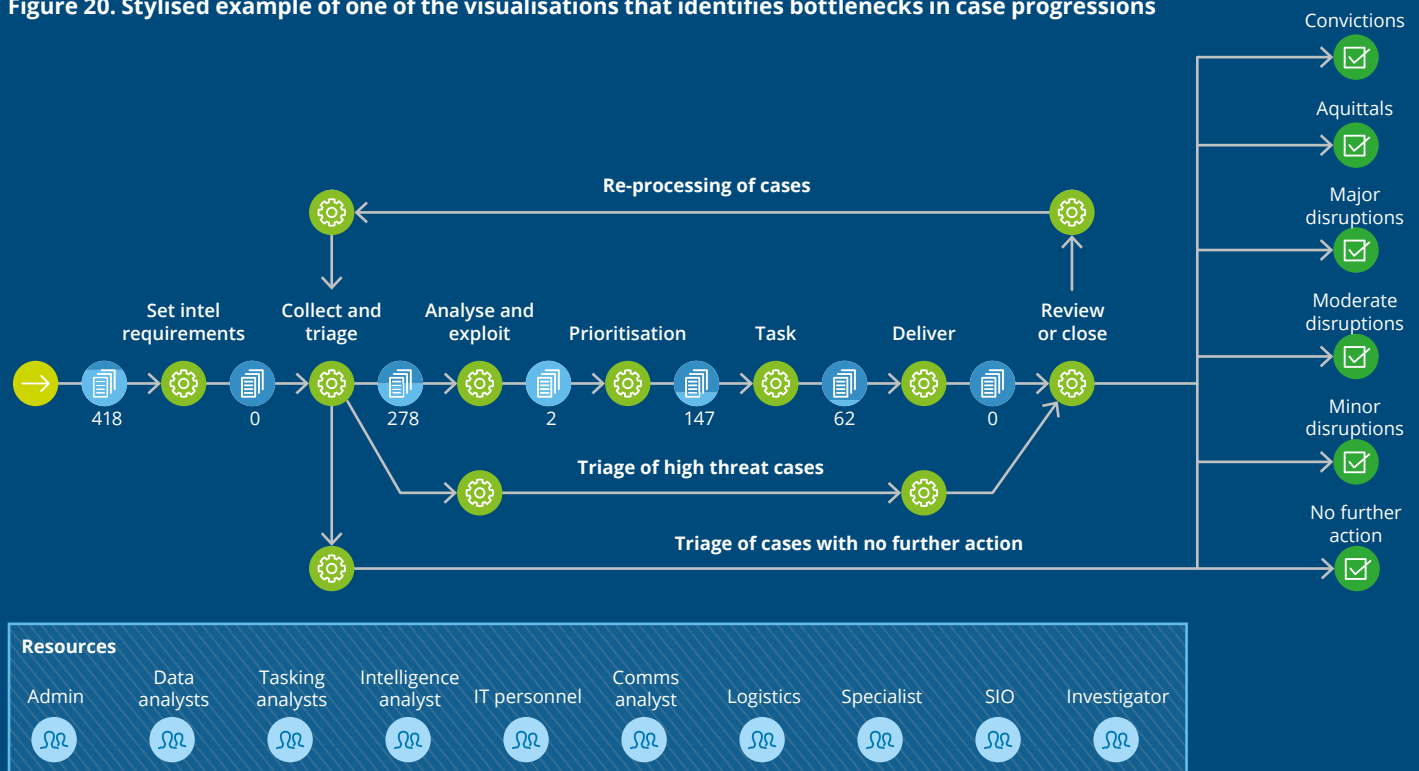 Figure 20. Stylised example of one of the visualisations that identifies bottlenecks in case progressions
Convictions
Aquittals
Major
disruptions
Moderate
disruptions
Minor
disruptions
No further
action
Re-processing of cases
Set intel
requirements
Collect and
triage
Analyse and
exploit
Prioritisation
Task
Deliver
Review
or close
418
0
278
2
147
62
0
Triage of high threat cases
Triage of cases with no further action
Resources
Admin
Data
analysts
Tasking
analysts
Intelligence
analyst
IT personnel
Comms
analyst
Logistics
Specialist
SIO
Investigator